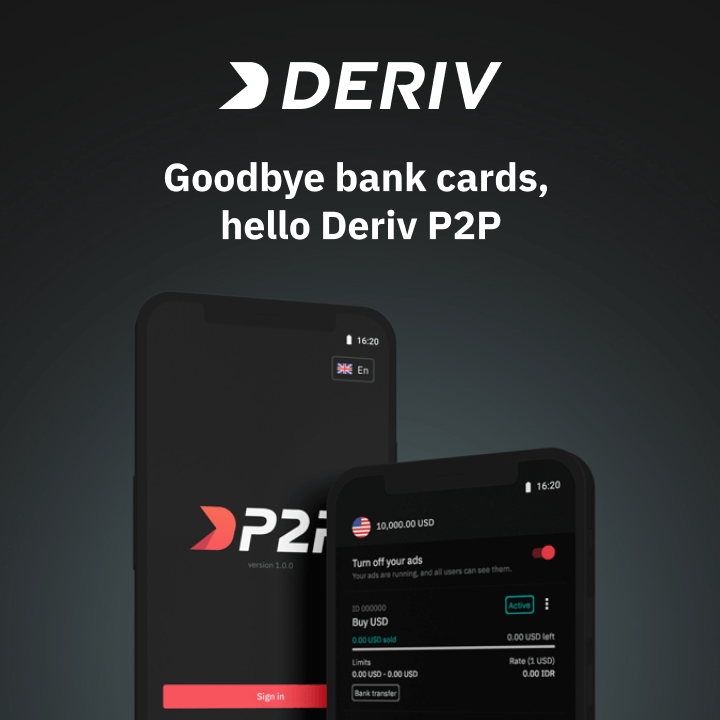 DERIV
Goodbye bank cards,
hello Deriv P2P
16:20
En
P2P
version 1.0.0
Sign in
16:20
10,000.00 USD
Turn off your ads
Your ads are running, and all users can see them.
ID 000000
Active
Buy USD
0.00 USD sold
0.00 USD left
Limits
Rate (1 USD)
0.00 USD - 0.00 USD
0.00 IDR
Bank transfer